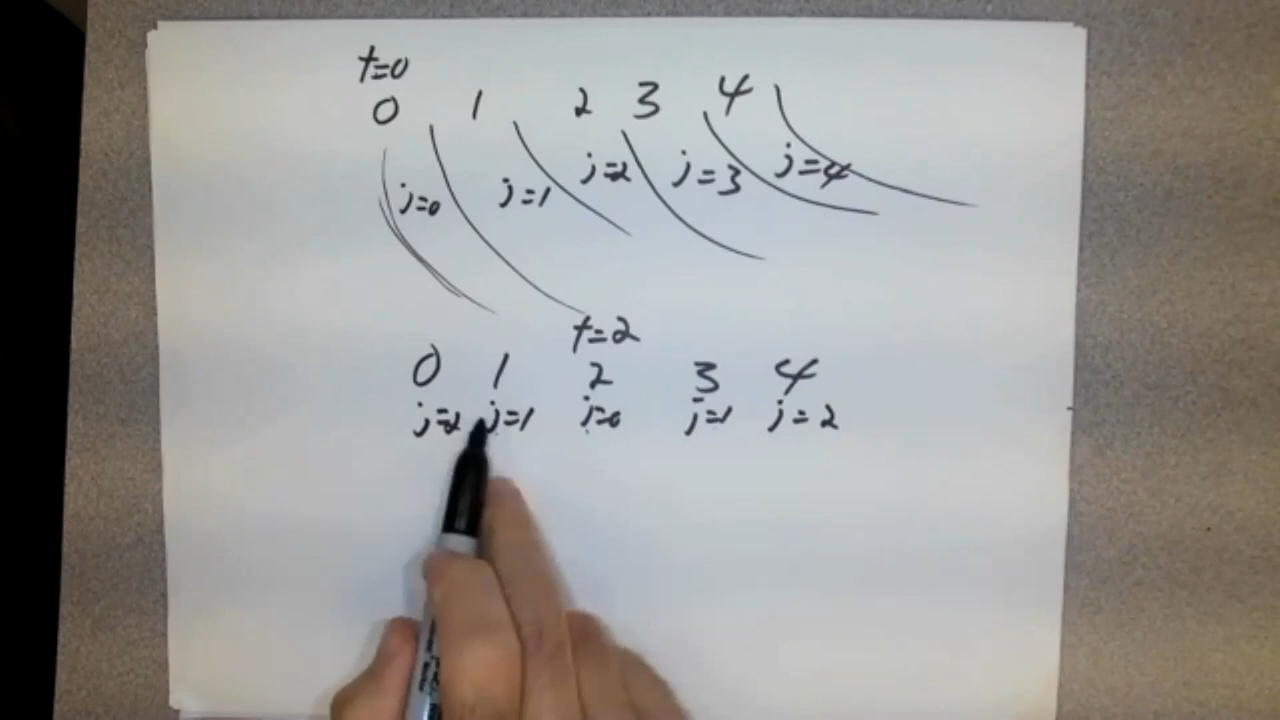 t=0
0 1 2 3 4
j=0 j=1 j=2 j=3 j=4
t=2
0 1 2 3 4
j=2 j=1 j=0 j=1 j=2